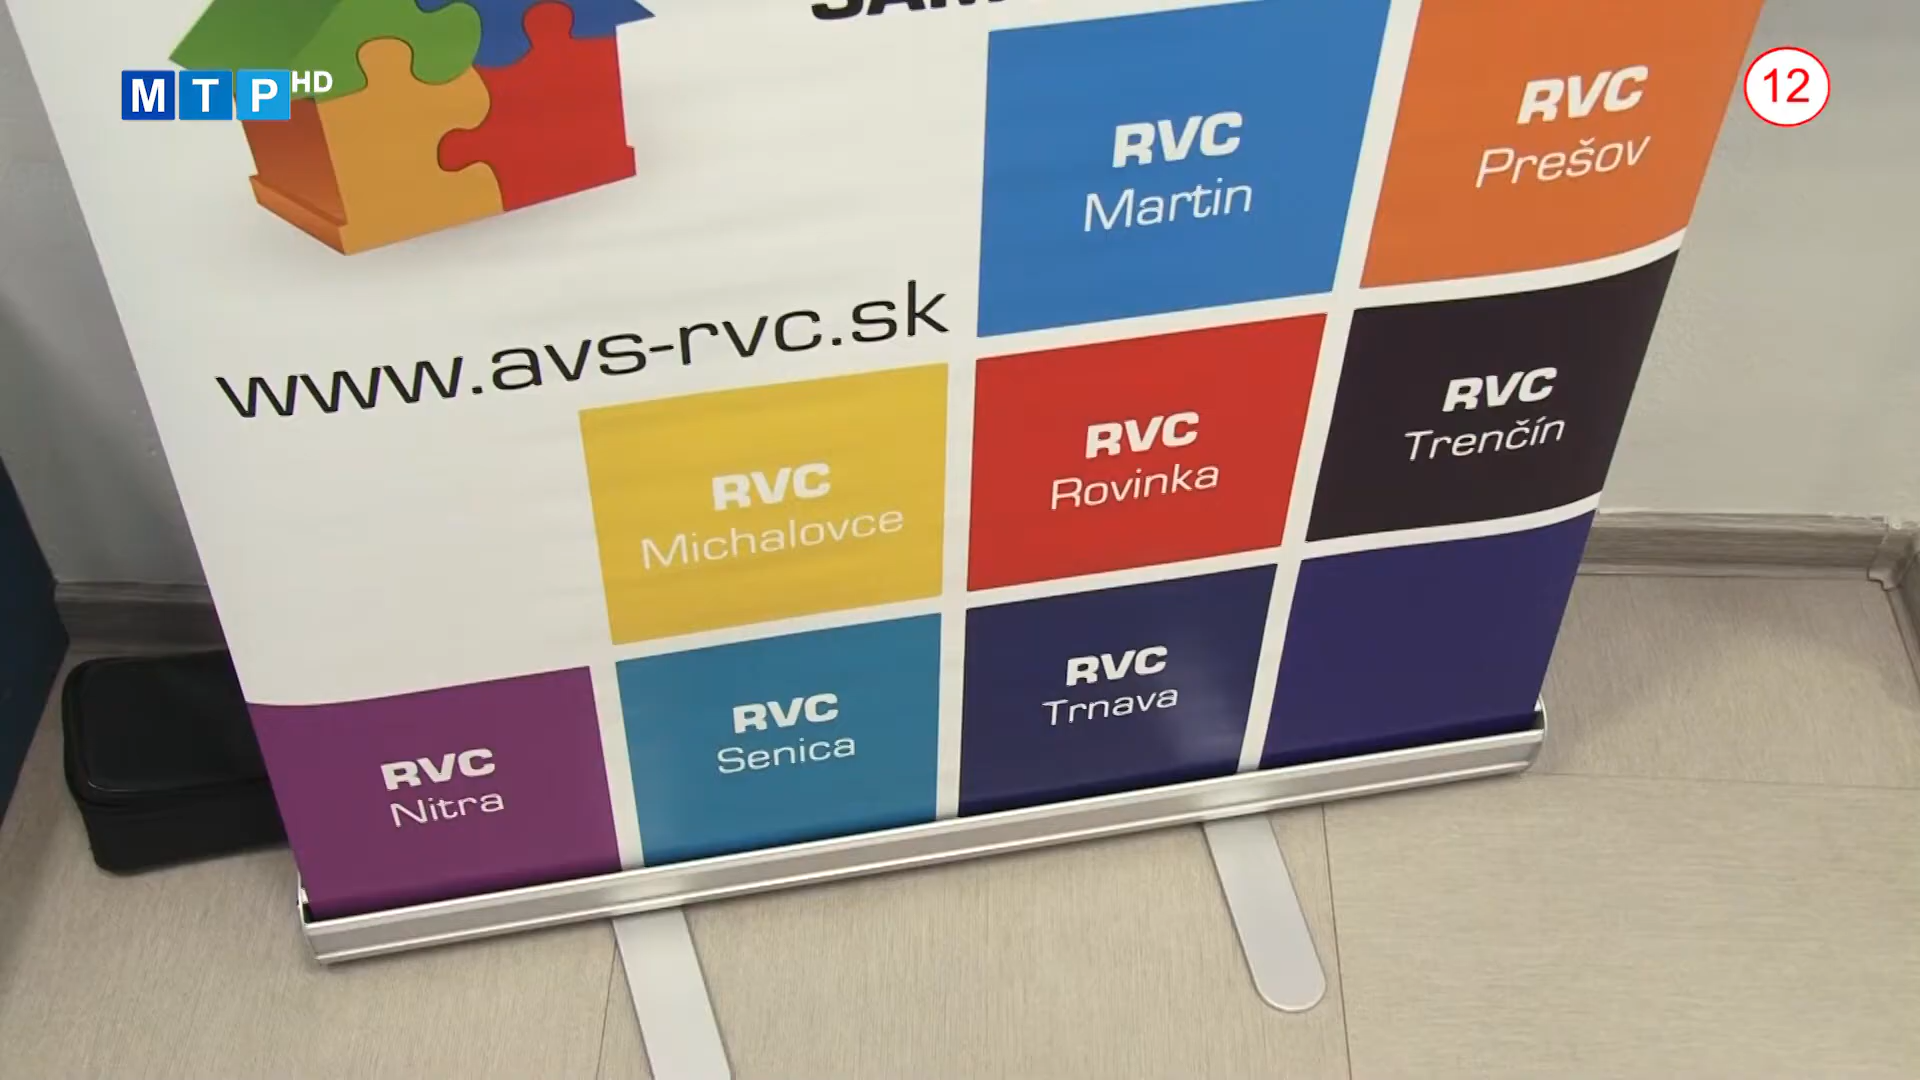 MTP HD
12
RVC
Martin
RVC
Prešov
www.avs-rvc.sk
RVC
Michalovce
RVC
Rovinka
RVC
Trenčín
RVC
Nitra
RVC
Senica
RVC
Trnava